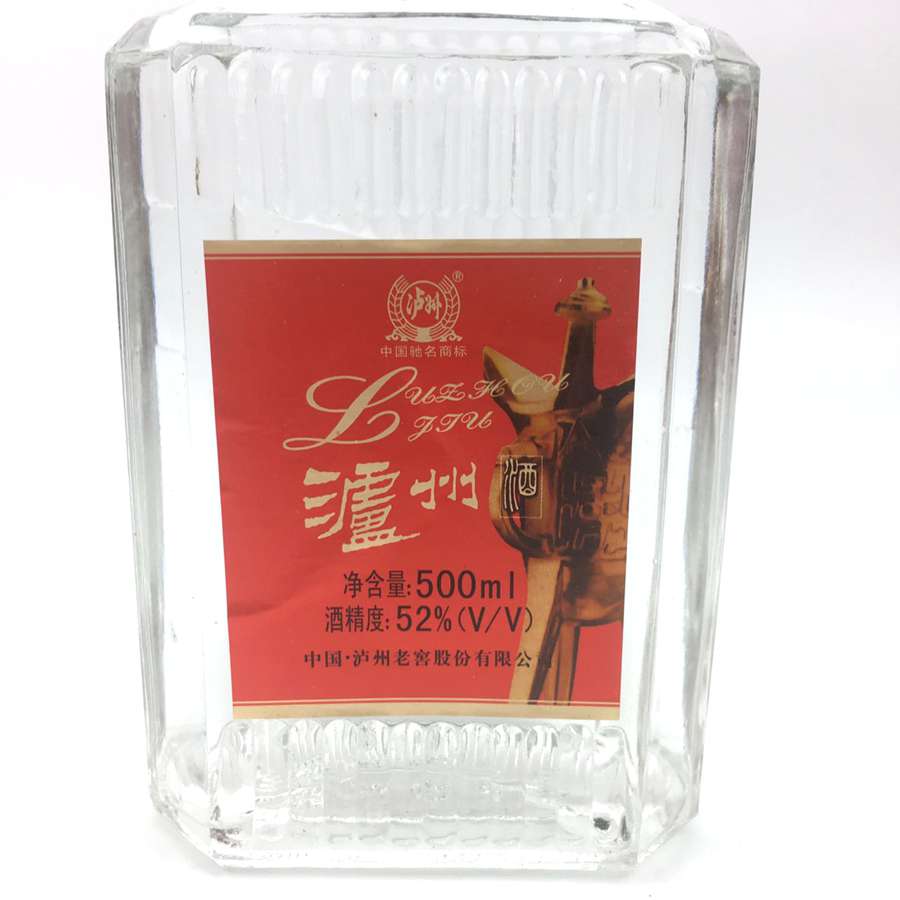 泸州®
中国驰名商标
LUZHOU
JIU
瀘州酒
净含量:500ml
酒精度:52%(V/V)
中国·泸州老窖股份有限公司